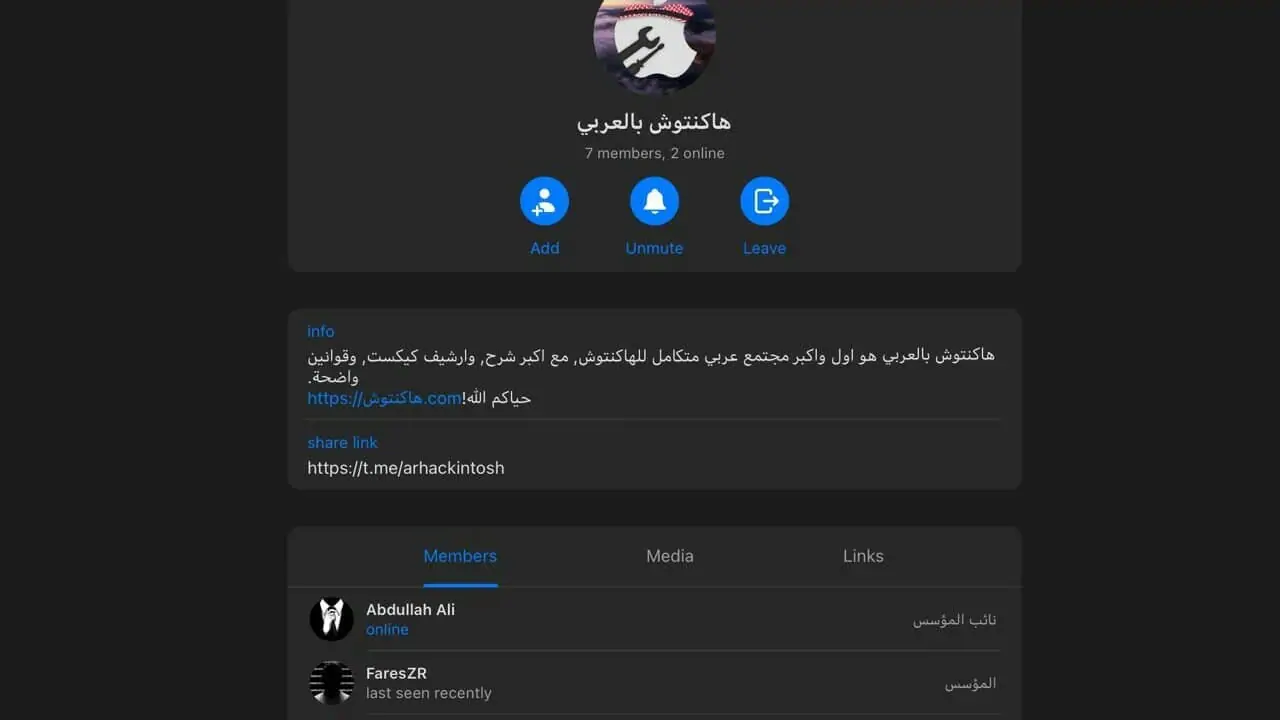 هاكنتوش بالعربي
7 members, 2 online
Add
Unmute
Leave
info
هاكنتوش بالعربي هو اول واكبر مجتمع عربي متكامل للهاكنتوش, مع اكبر شرح, وارشيف كيكست, وقوانين
واضحة.
حياكم الله!https://هاكنتوش.com
share link
https://t.me/arhackintosh
Members
Media
Links
Abdullah Ali
نائب المؤسس
online
FaresZR
المؤسس
last seen recently